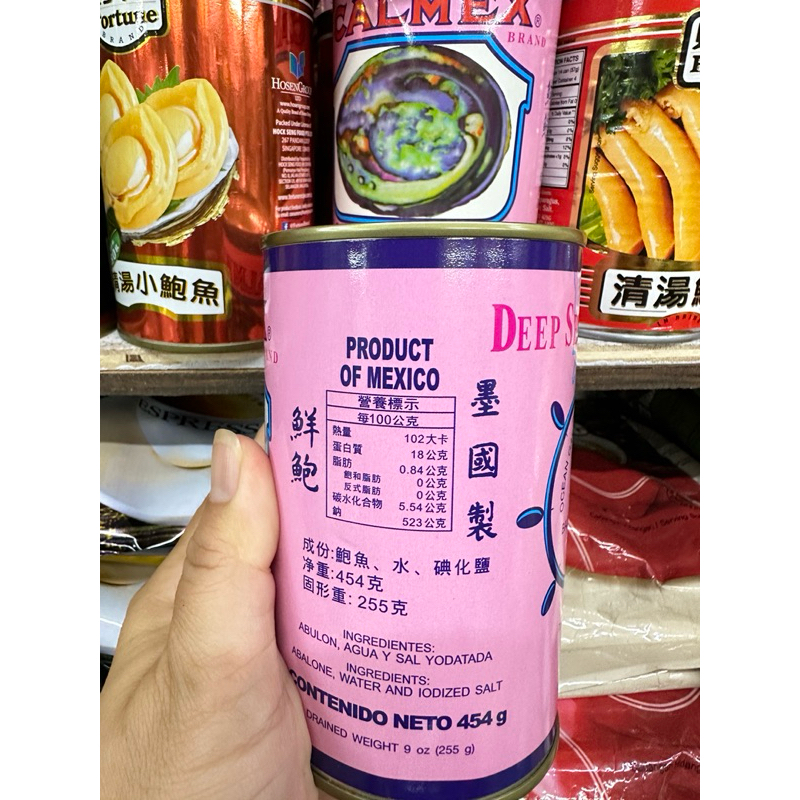 ortune
BRAND
HOSENGROUP
CALMEX®
BRAND
清湯小鮑魚
清湯
DEEP SE
PRODUCT
OF MEXICO
鮮鮑
墨國製
營養標示
每100公克
熱量 102大卡
蛋白質 18公克
脂肪 0.84公克
飽和脂肪 0公克
反式脂肪 0公克
碳水化合物 5.54公克
鈉 523公克
成份:鮑魚、水、碘化鹽
净重:454克
固形重: 255克
INGREDIENTES:
ABULON, AGUA Y SAL YODATADA
INGREDIENTS:
ABALONE, WATER AND IODIZED SALT
CONTENIDO NETO 454 g
DRAINED WEIGHT 9 oz (255 g)
OCEAN
ESPRESS